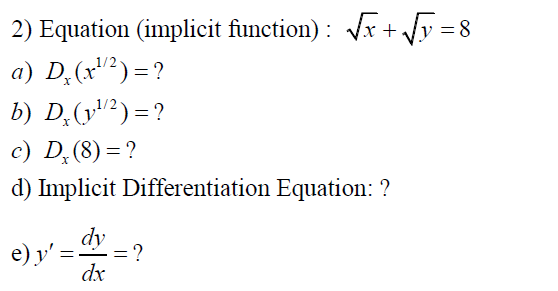 2) Equation (implicit function) : √x + √y = 8
a) Dₓ(x^{1/2}) = ?
b) Dₓ(y^{1/2}) = ?
c) Dₓ(8) = ?
d) Implicit Differentiation Equation: ?
e) y′ = dy/dx = ?